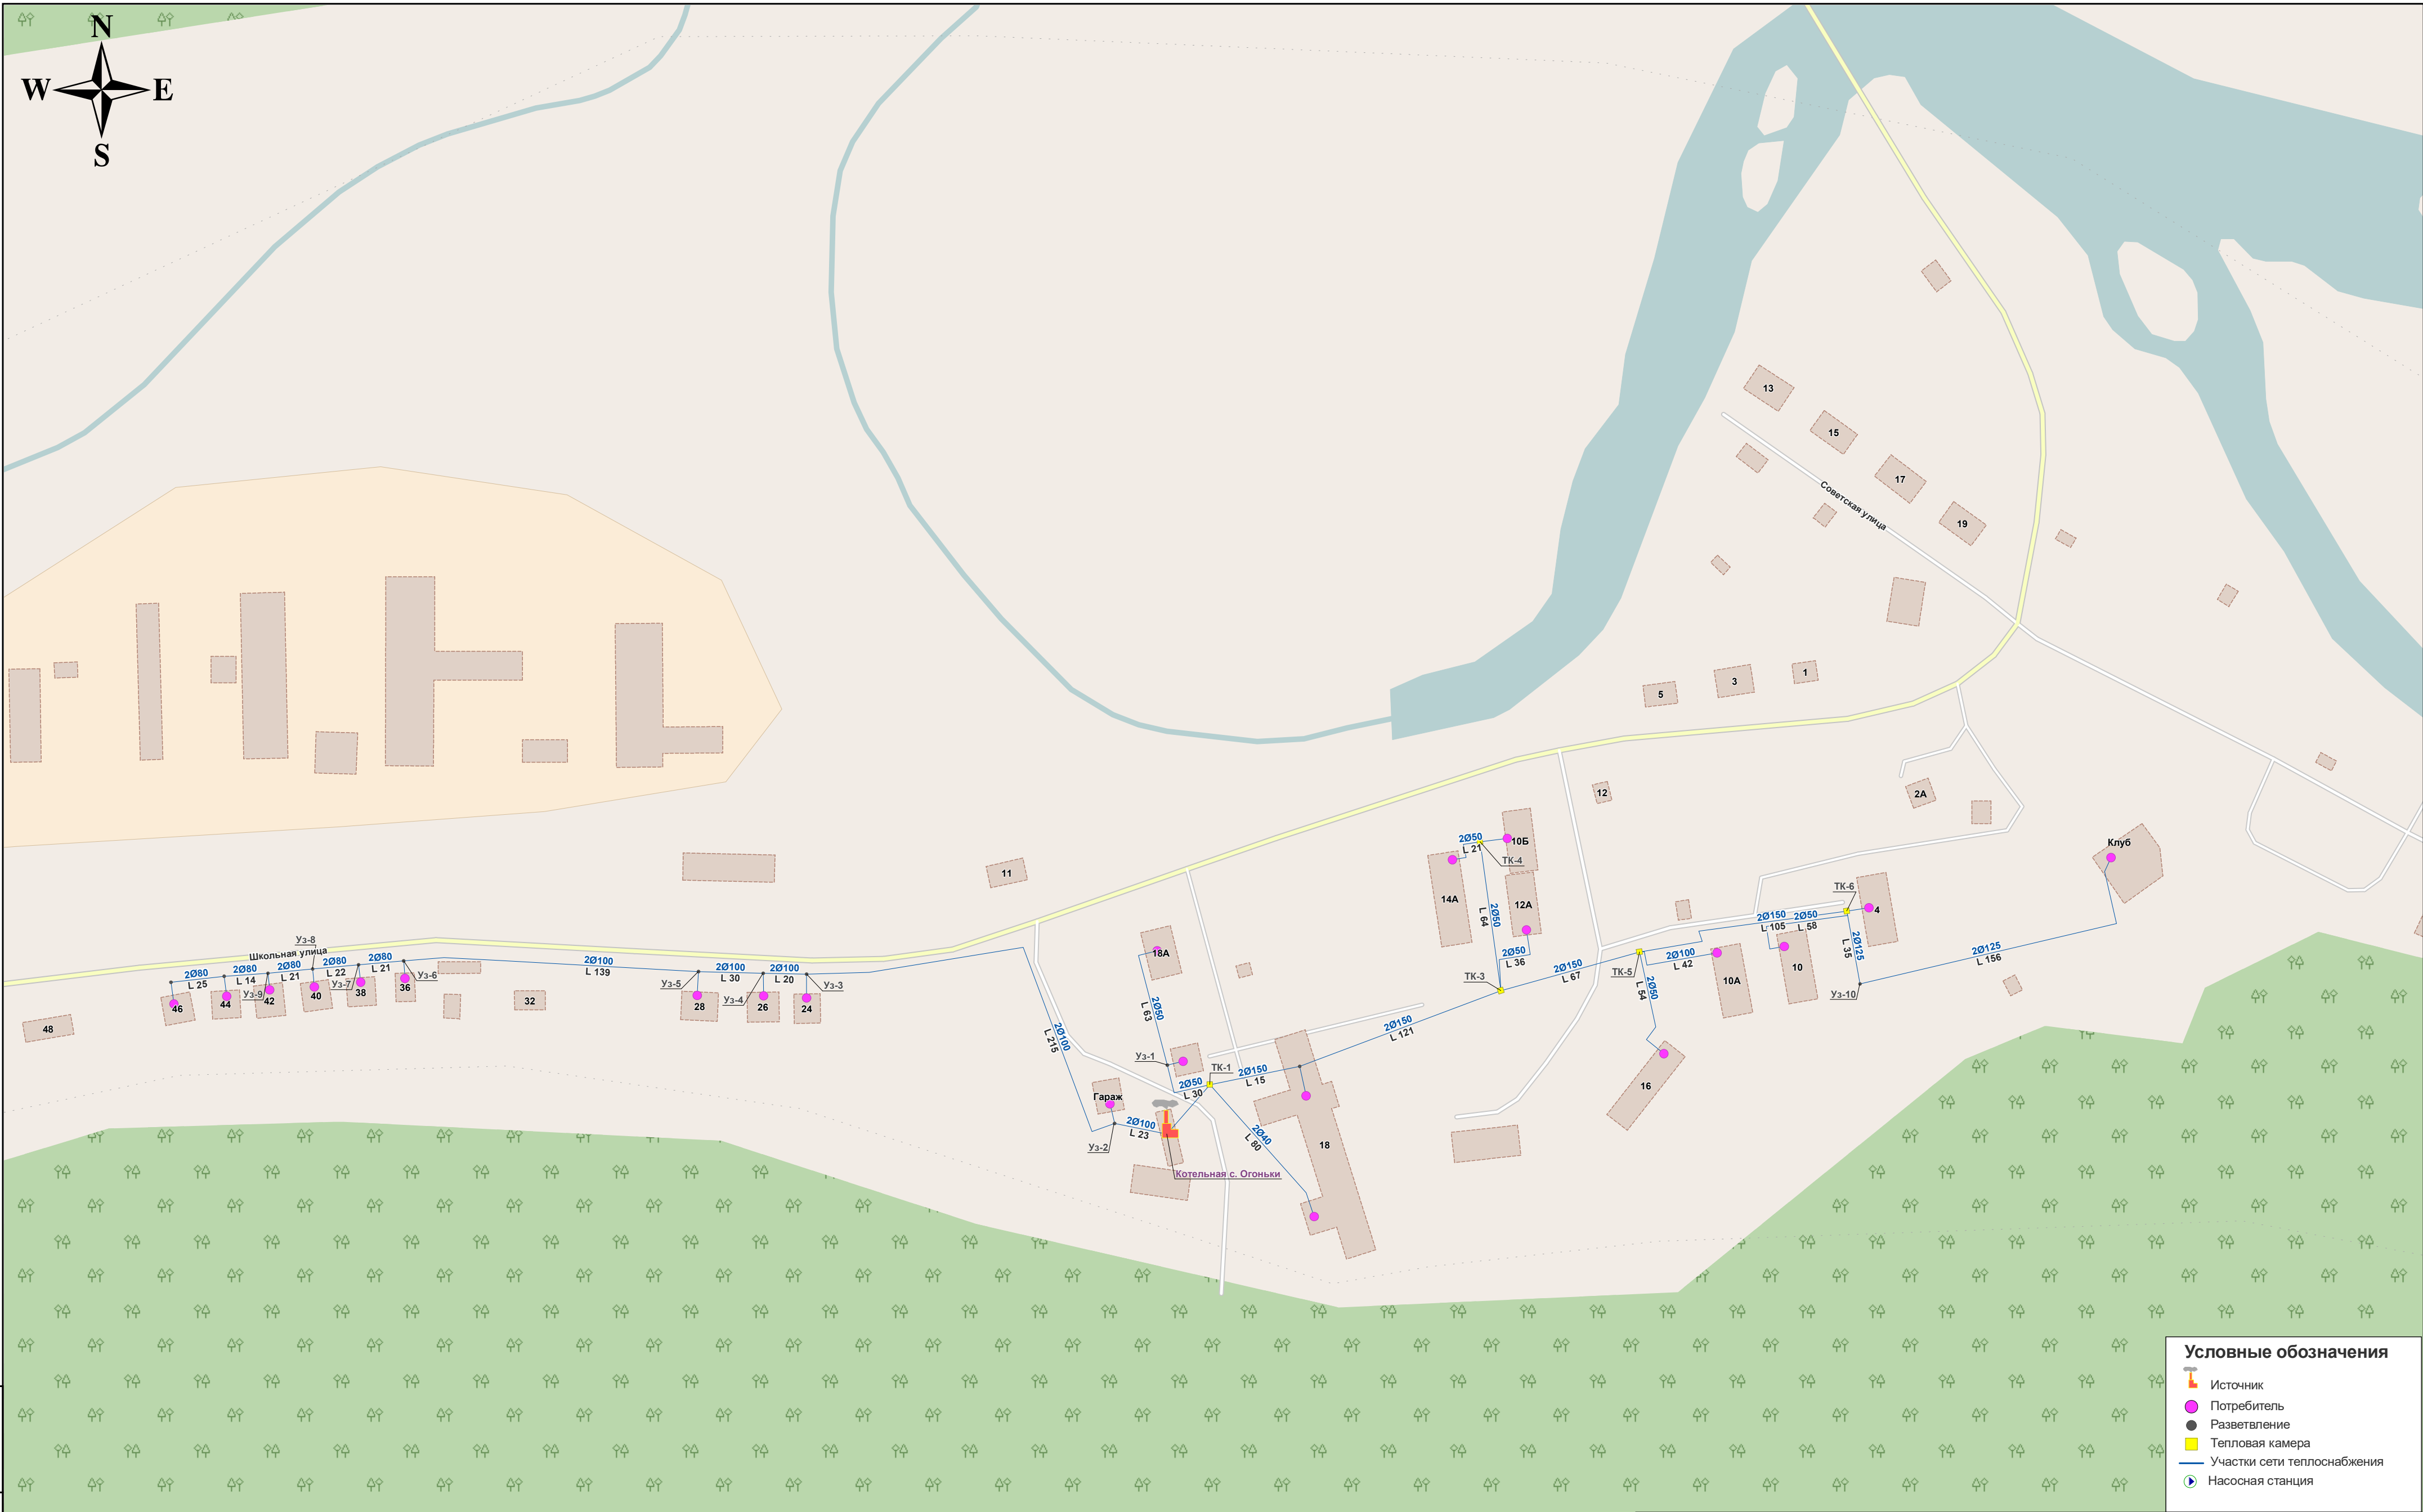 N
W E
S
13
15
17
19
Советская улица
1
3
5
12
2А
Клуб
2Ø50
L 21
10Б
ТК-4
14А
12А
2Ø50
L 64
2Ø50
L 36
ТК-3
2Ø150
L 67
ТК-5
ТК-6
4
2Ø150
L 105
2Ø50
L 58
2Ø125
L 35
2Ø125
L 156
Уз-10
2Ø100
L 42
10А
10
2Ø50
L 54
16
11
Уз-8
Школьная улица
2Ø80
L 25
2Ø80
L 14
2Ø80
L 21
2Ø80
L 22
2Ø80
L 21
Уз-9
Уз-7
Уз-6
46
44
42
40
38
36
48
32
2Ø100
L 139
Уз-5
2Ø100
L 30
Уз-4
2Ø100
L 20
Уз-3
28
26
24
2Ø100
L 215
18А
2Ø50
L 63
Уз-1
2Ø50
L 30
ТК-1
2Ø150
L 15
2Ø150
L 121
Гараж
2Ø100
L 23
Уз-2
2Ø40
L 80
18
Котельная с. Огоньки
Условные обозначения
Источник
Потребитель
Разветвление
Тепловая камера
Участки сети теплоснабжения
Насосная станция